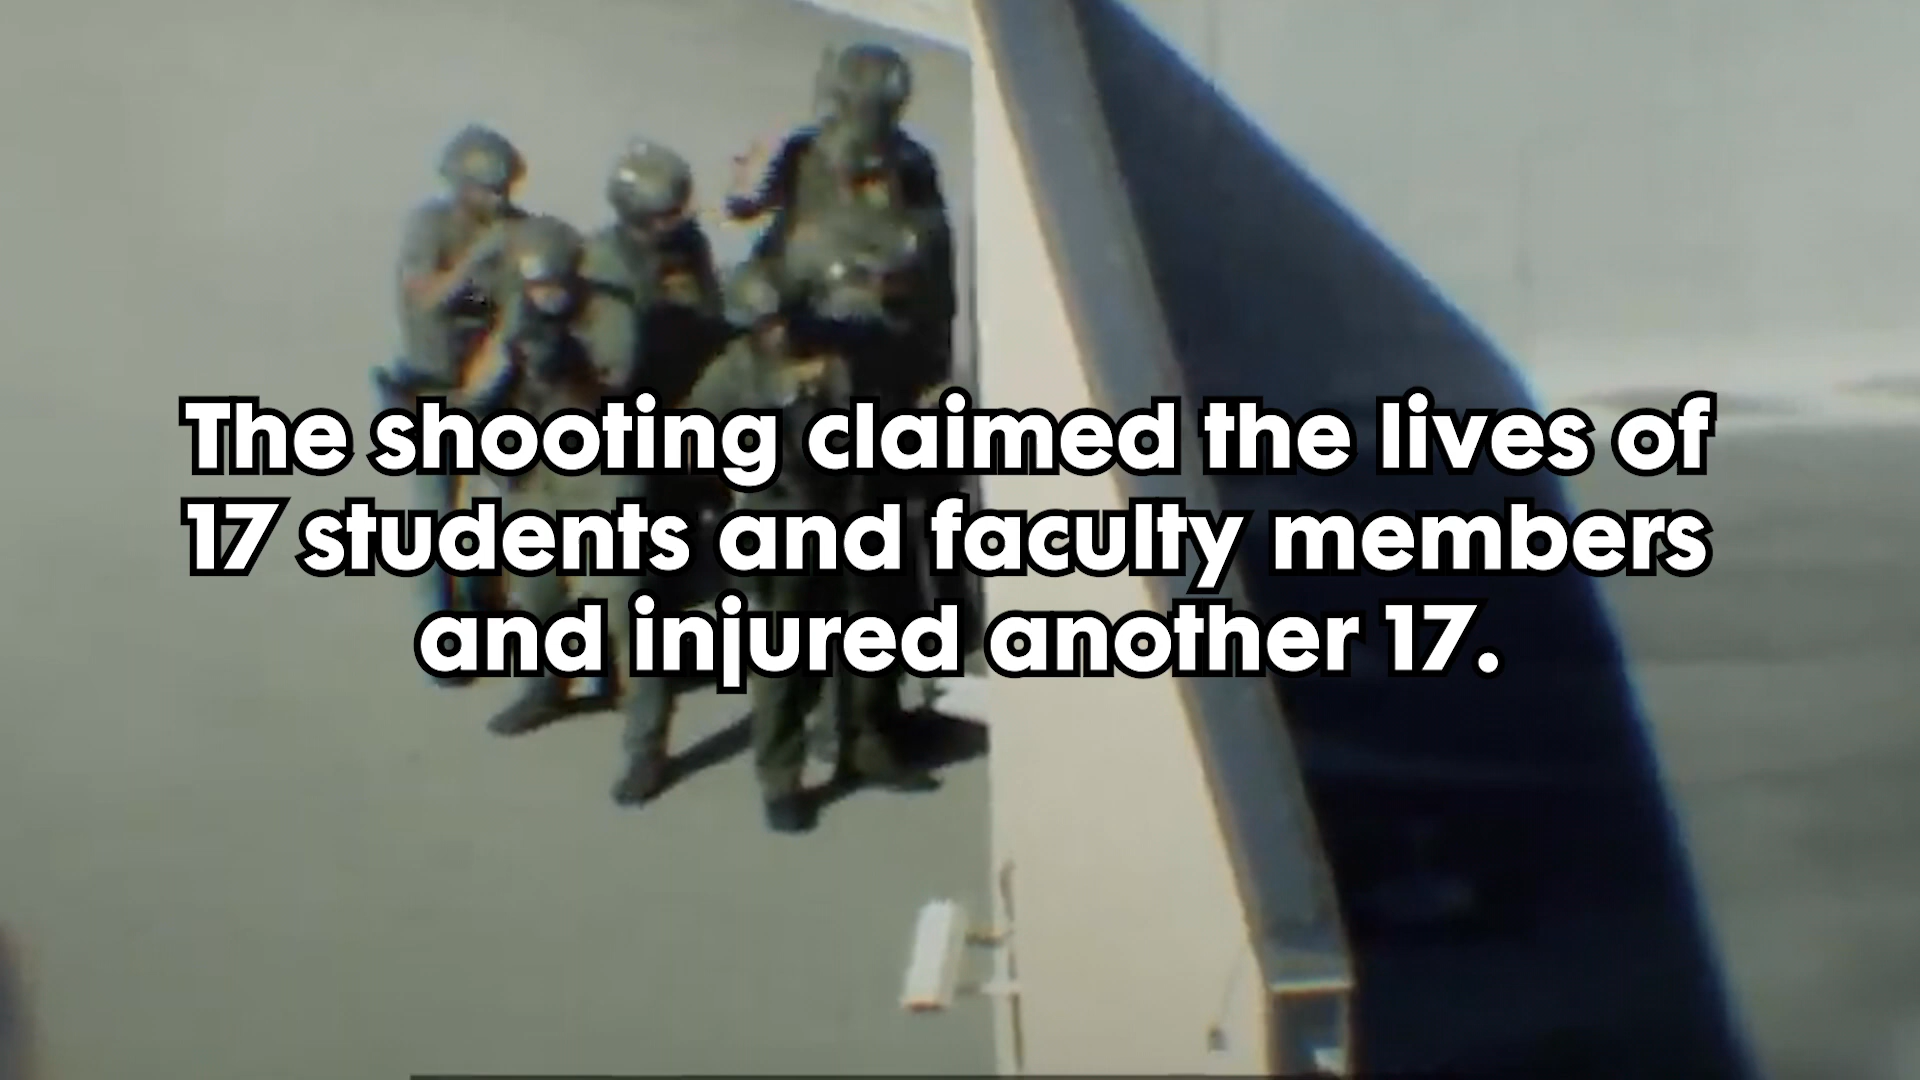 The shooting claimed the lives of
17 students and faculty members
and injured another 17.